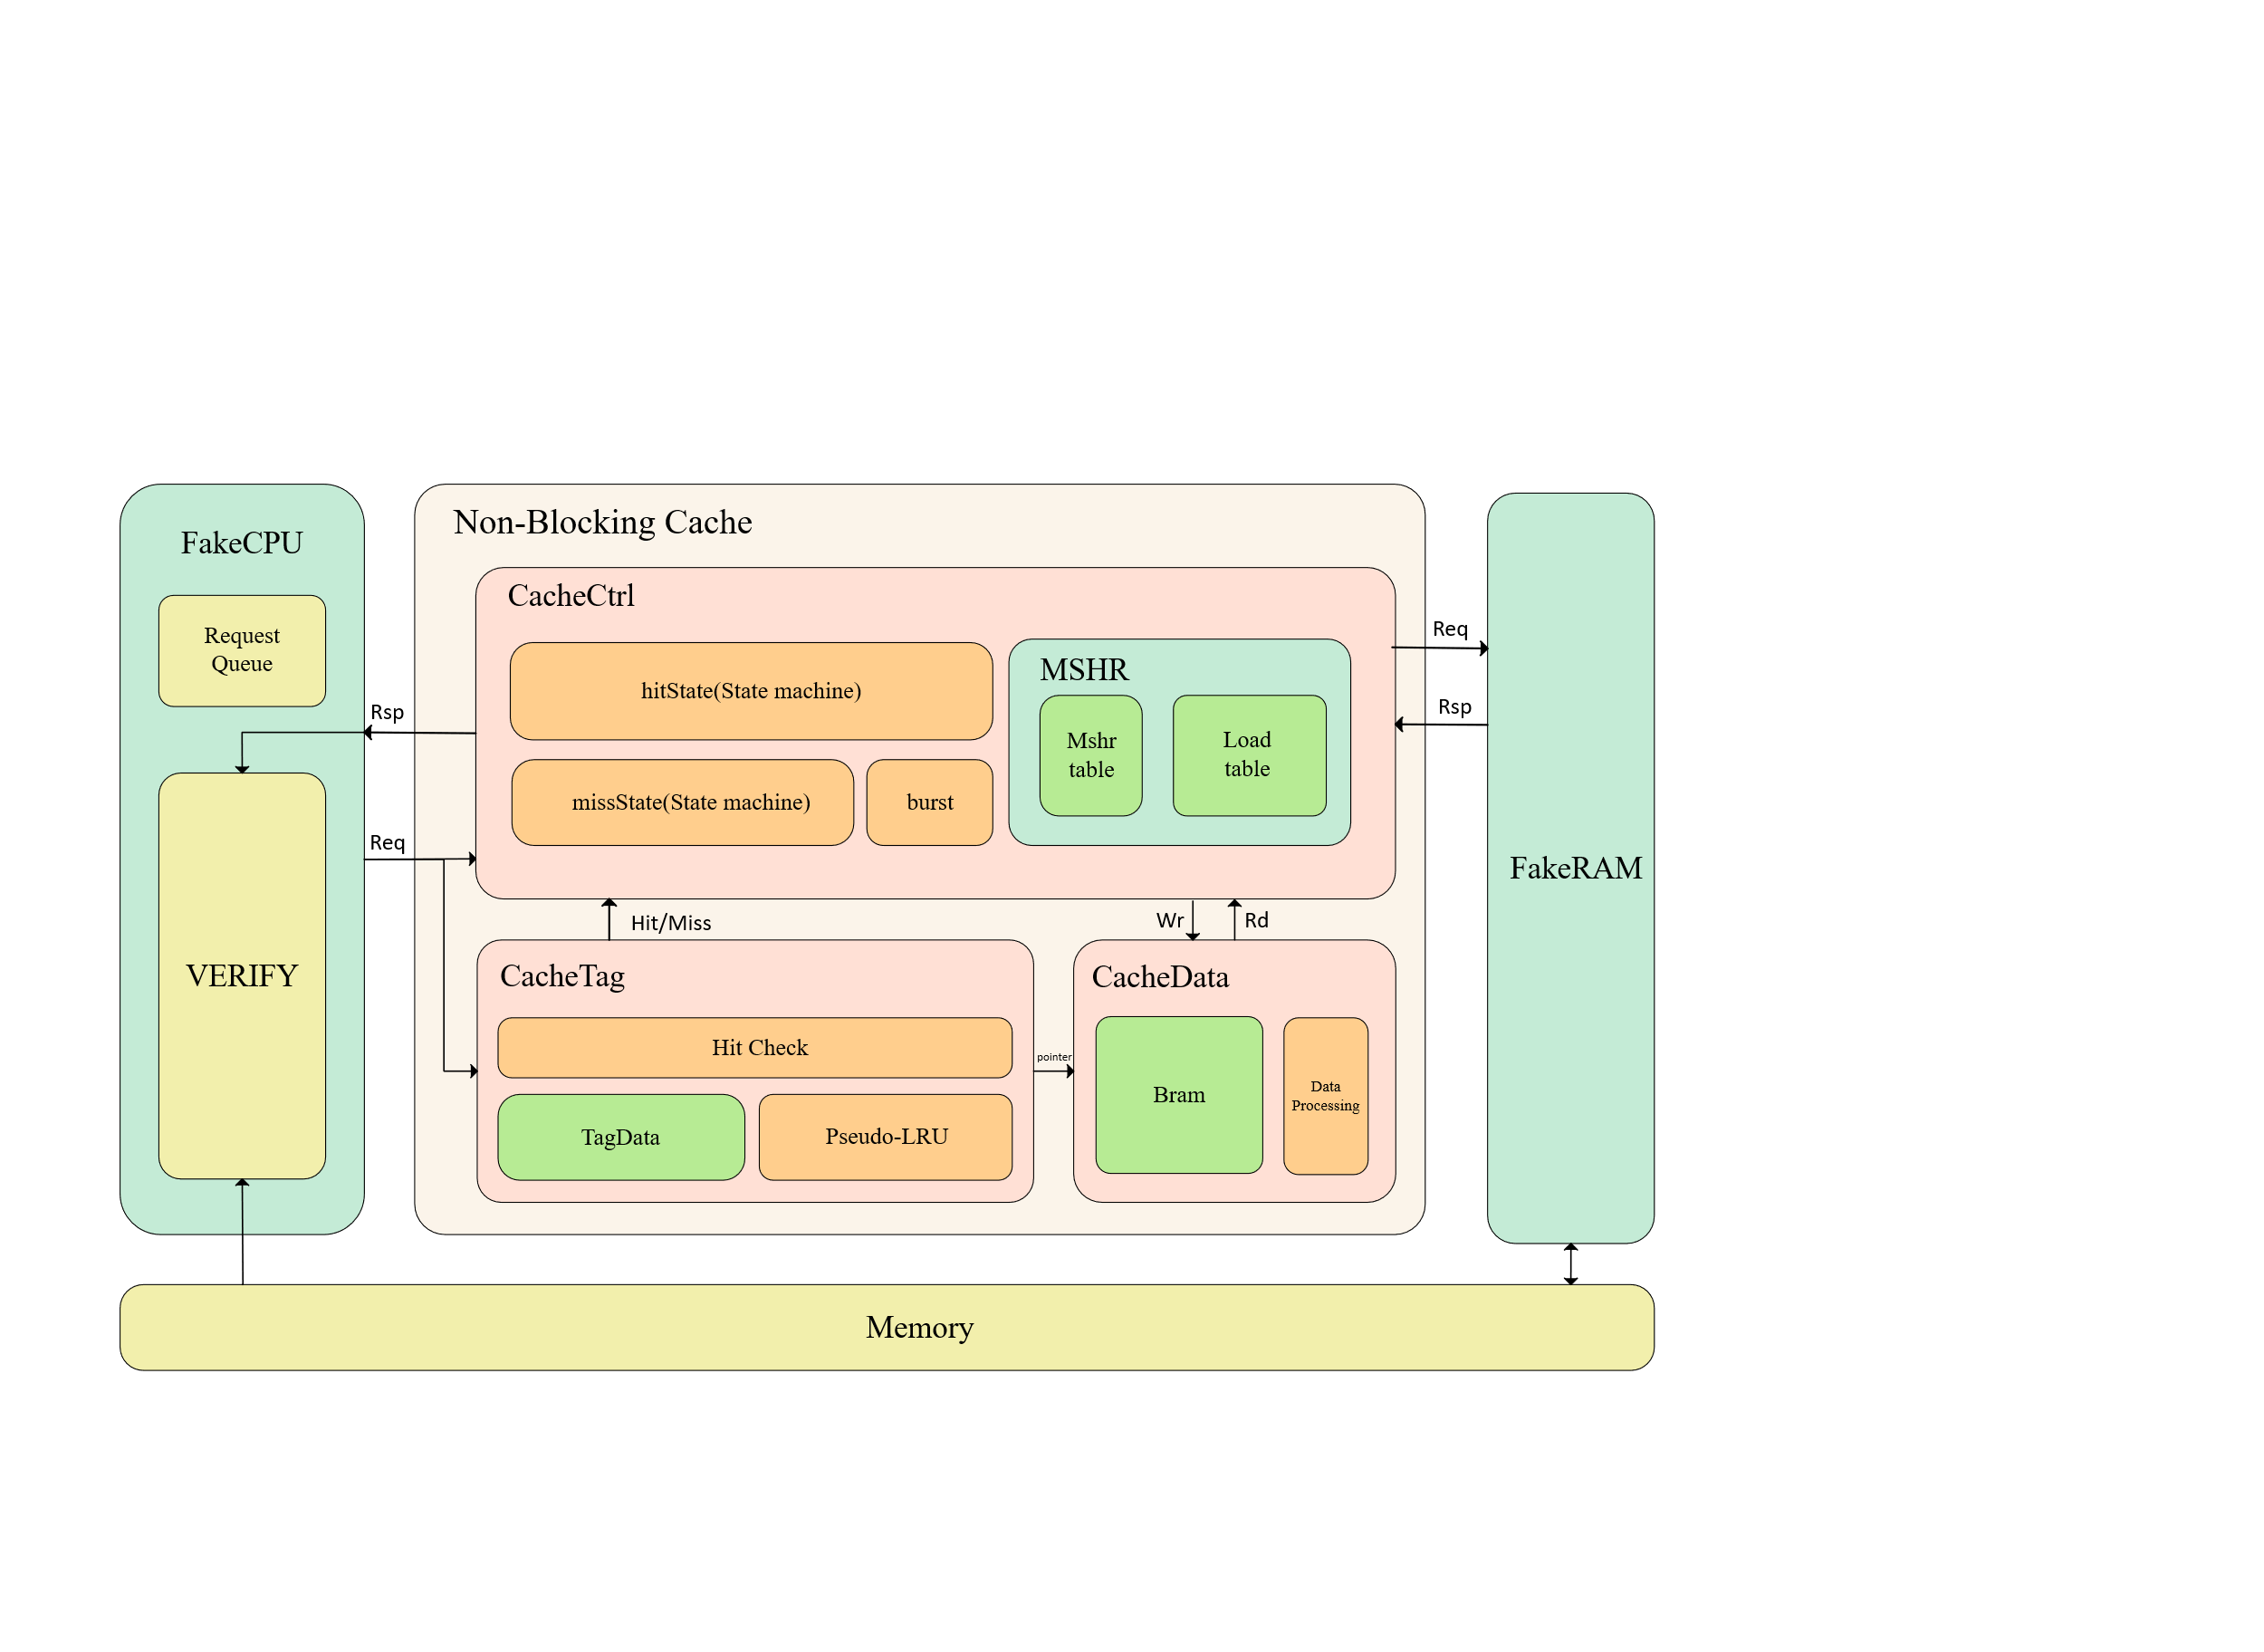 FakeCPU
Request
Queue
VERIFY
Rsp
Req
Non-Blocking Cache
CacheCtrl
hitState(State machine)
missState(State machine)
burst
MSHR
Mshr
table
Load
table
Hit/Miss
Wr
Rd
CacheTag
Hit Check
TagData
Pseudo-LRU
pointer
CacheData
Bram
Data
Processing
Req
Rsp
FakeRAM
Memory